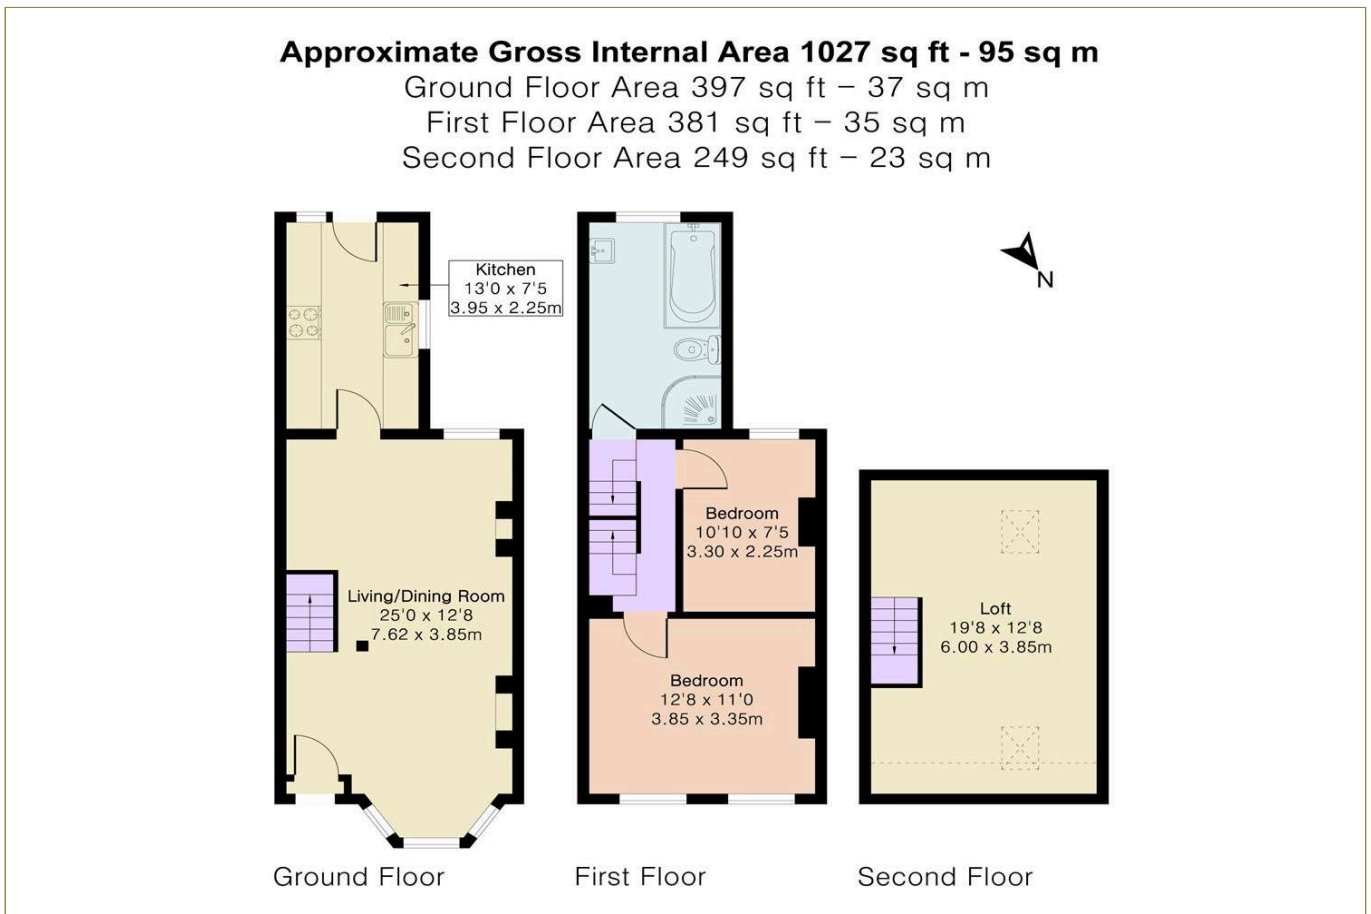 Approximate Gross Internal Area 1027 sq ft - 95 sq m
Ground Floor Area 397 sq ft – 37 sq m
First Floor Area 381 sq ft – 35 sq m
Second Floor Area 249 sq ft – 23 sq m
Kitchen
13'0 x 7'5
3.95 x 2.25m
N
Living/Dining Room
25'0 x 12'8
7.62 x 3.85m
Bedroom
10'10 x 7'5
3.30 x 2.25m
Bedroom
12'8 x 11'0
3.85 x 3.35m
Loft
19'8 x 12'8
6.00 x 3.85m
Ground Floor
First Floor
Second Floor